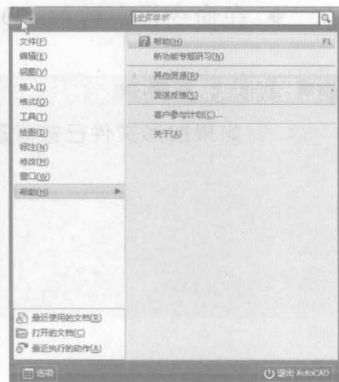 搜索菜单
文件(F)
编辑(E)
视图(V)
插入(I)
格式(O)
工具(T)
绘图(D)
标注(N)
修改(M)
窗口(W)
帮助(H)
帮助(H) F1
新功能专题研习(N)
其他资源(R)
发送反馈(S)
客户参与计划(C)...
关于(A)
最近使用的文档(R)
打开的文档(C)
最近执行的动作(A)
选项
退出 AutoCAD